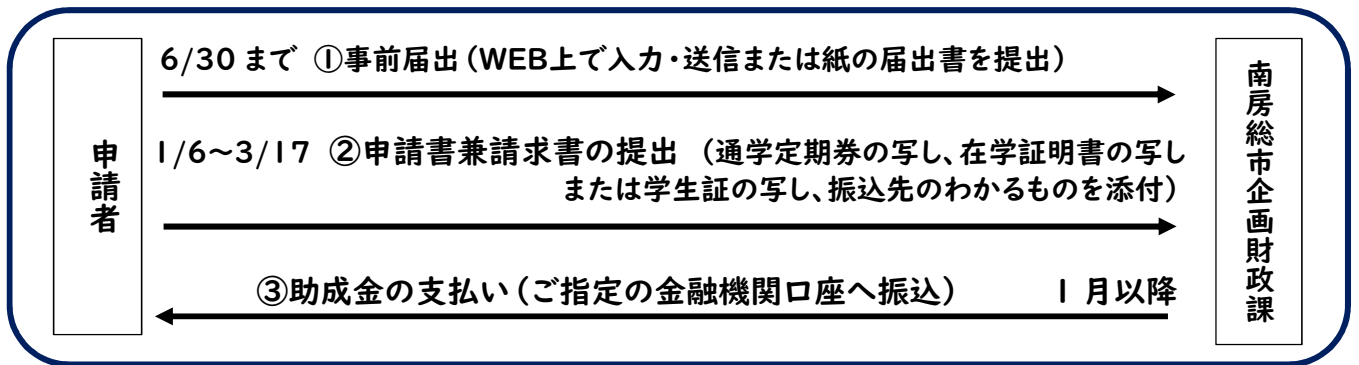 申請者
6/30 まで ①事前届出（WEB上で入力・送信または紙の届出書を提出）
1/6～3/17 ②申請書兼請求書の提出 （通学定期券の写し、在学証明書の写し
または学生証の写し、振込先のわかるものを添付）
③助成金の支払い（ご指定の金融機関口座へ振込） 1 月以降
南房総市企画財政課